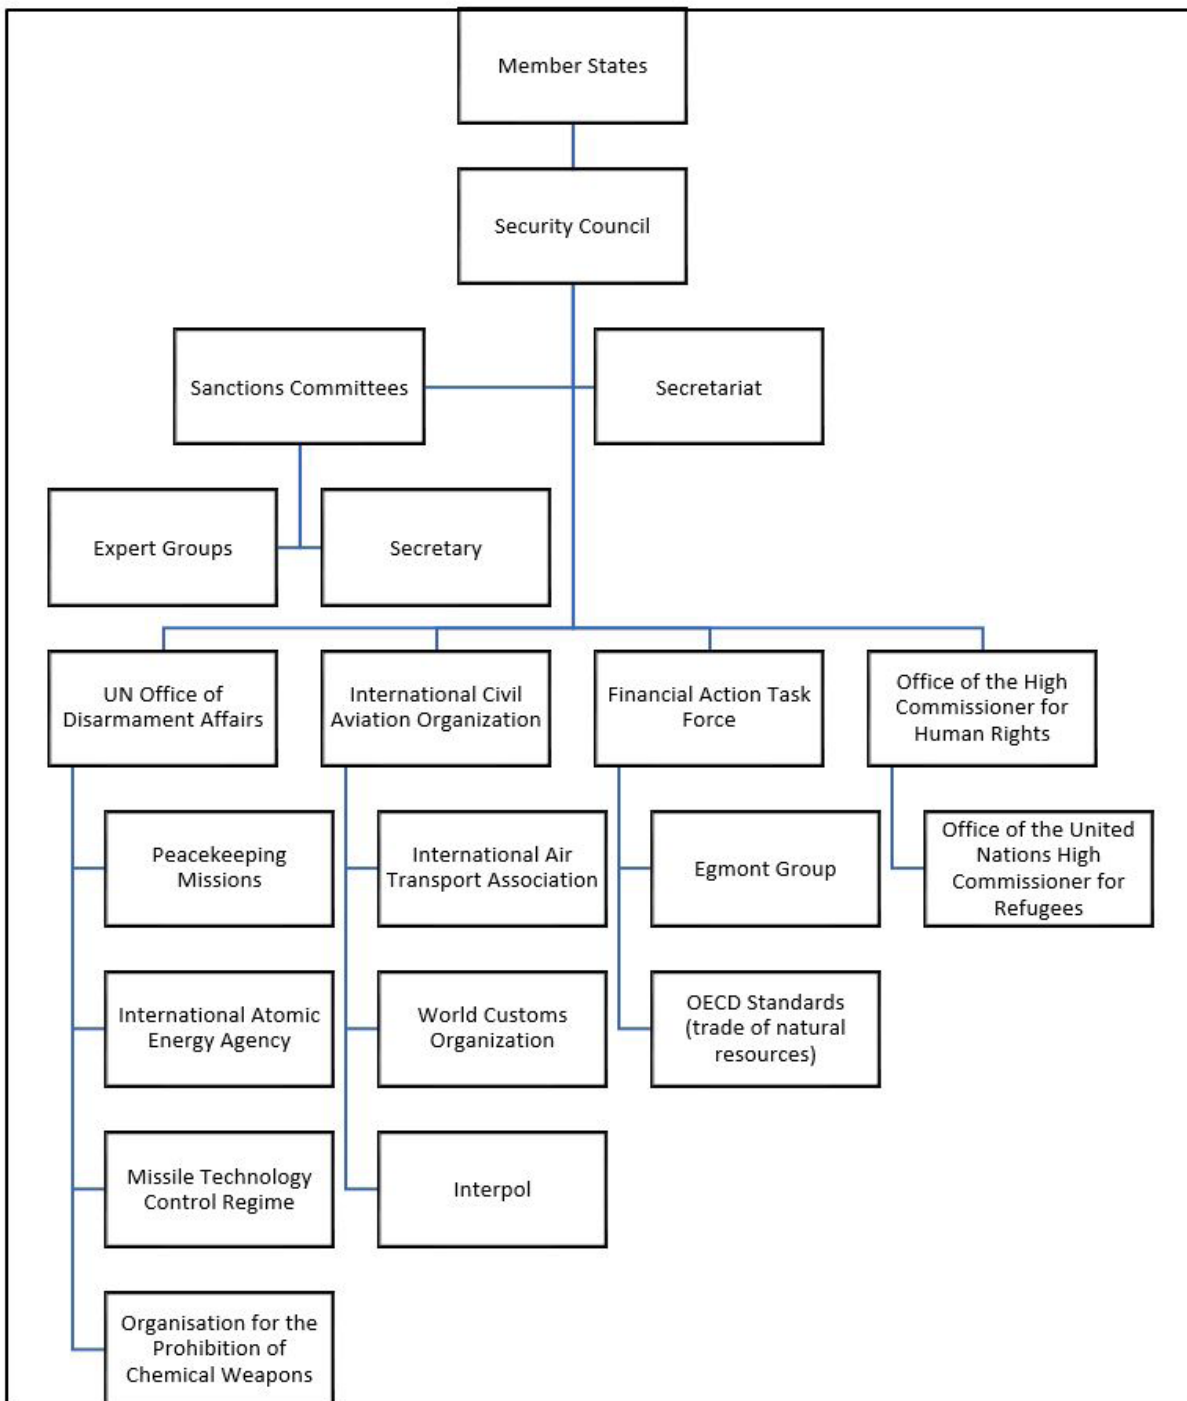 Member States
Security Council
Sanctions Committees
Secretariat
Expert Groups
Secretary
UN Office of
Disarmament Affairs
International Civil
Aviation Organization
Financial Action Task
Force
Office of the High
Commissioner for
Human Rights
Peacekeeping
Missions
International Air
Transport Association
Egmont Group
Office of the United
Nations High
Commissioner for
Refugees
International Atomic
Energy Agency
World Customs
Organization
OECD Standards
(trade of natural
resources)
Missile Technology
Control Regime
Interpol
Organisation for the
Prohibition of
Chemical Weapons